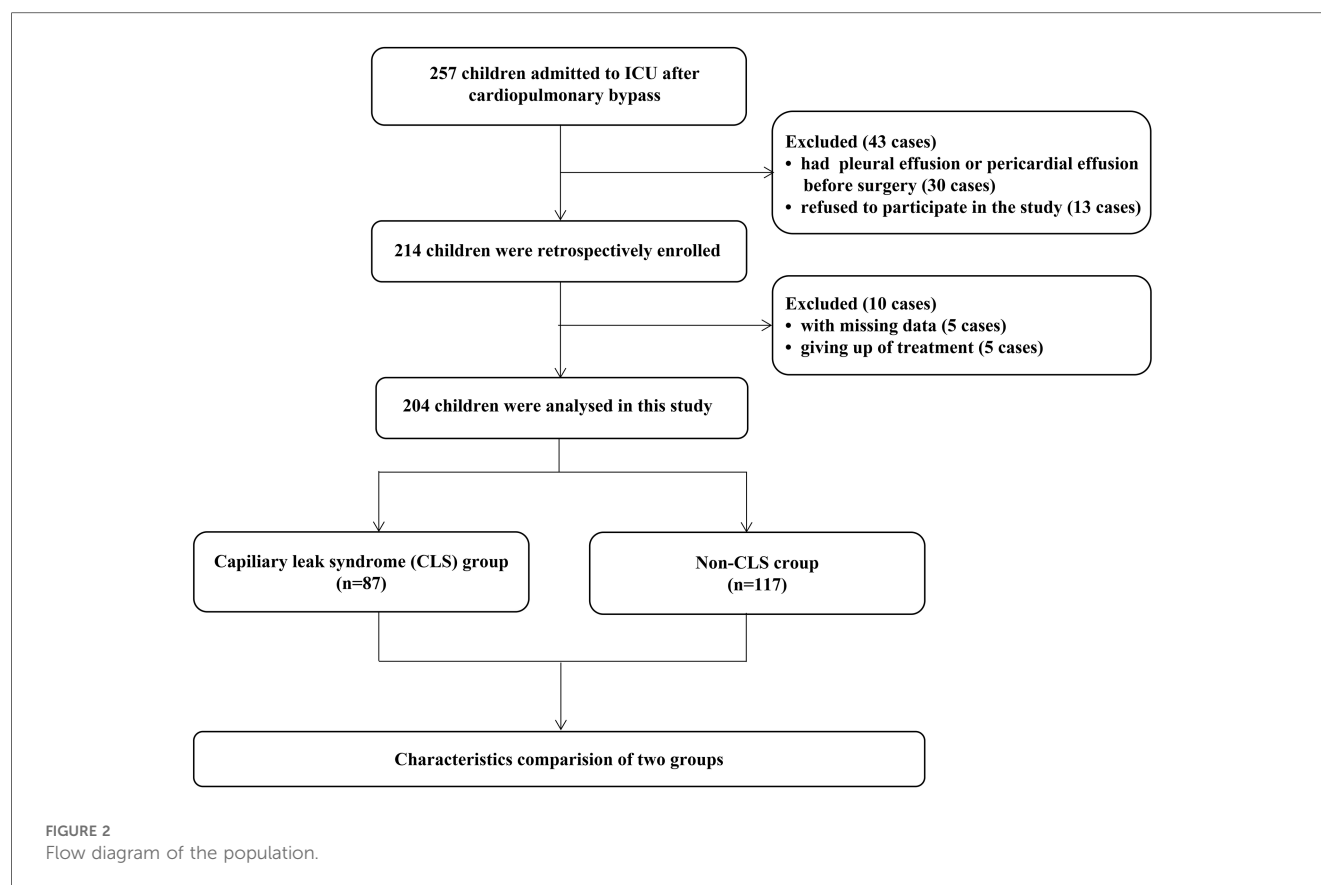 257 children admitted to ICU after
cardiopulmonary bypass
Excluded (43 cases)
• had pleural effusion or pericardial effusion
before surgery (30 cases)
• refused to participate in the study (13 cases)
214 children were retrospectively enrolled
Excluded (10 cases)
• with missing data (5 cases)
• giving up of treatment (5 cases)
204 children were analysed in this study
Capiliary leak syndrome (CLS) group
(n=87)
Non-CLS croup
(n=117)
Characteristics comparision of two groups
FIGURE 2
Flow diagram of the population.